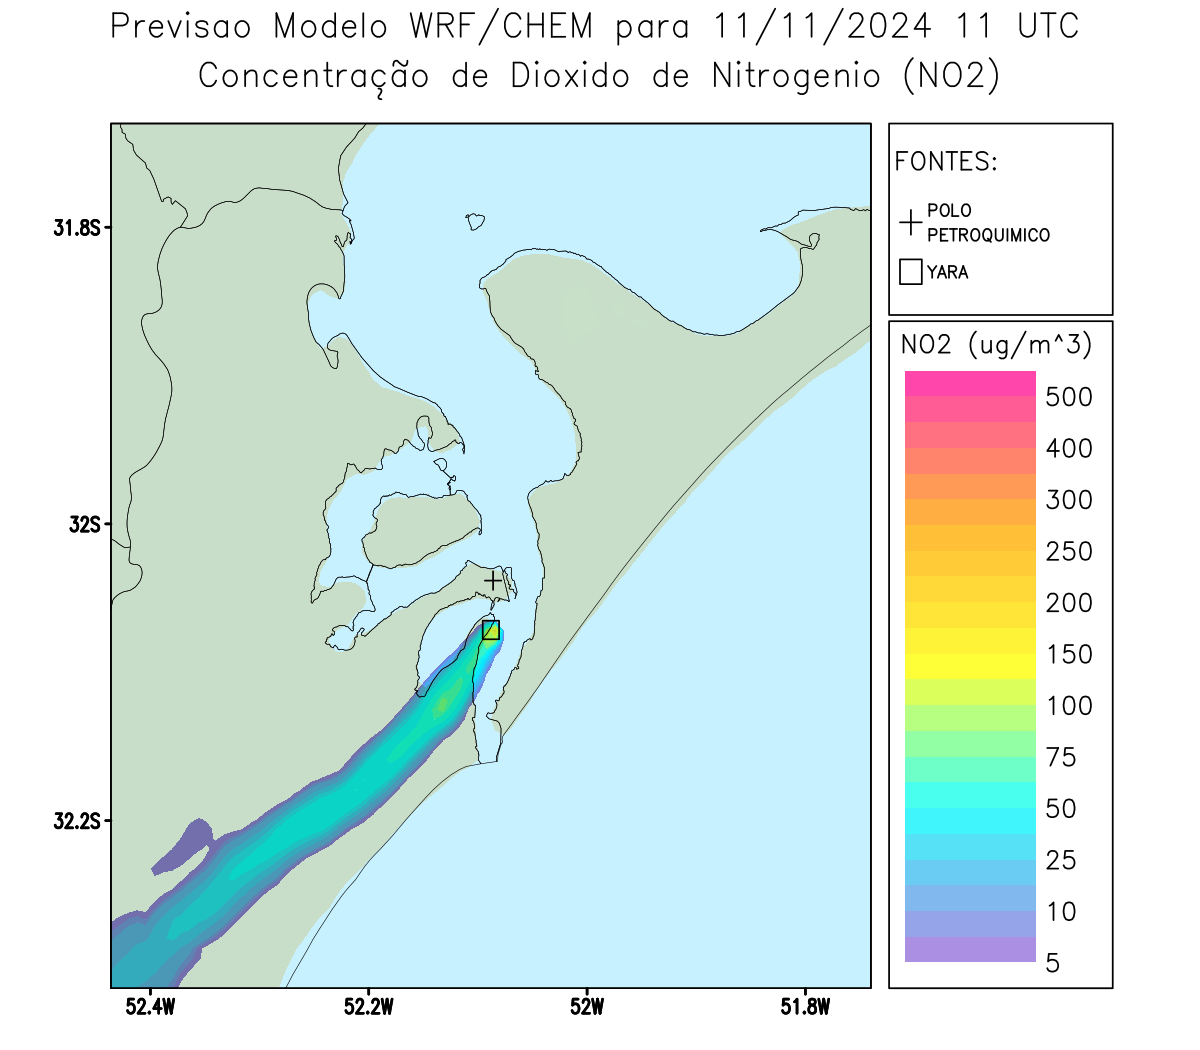 Previsao Modelo WRF/CHEM para 11/11/2024 11 UTC
Concentração de Dioxido de Nitrogenio (NO2)
FONTES:
POLO
PETROQUIMICO
YARA
NO2 (ug/m^3)
500
400
300
250
200
150
100
75
50
25
10
5
31.8S
32S
32.2S
52.4W
52.2W
52W
51.8W